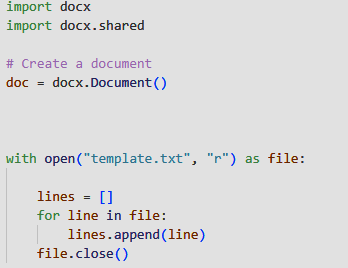 import docx
import docx.shared
# Create a document
doc = docx.Document()
with open("template.txt", "r") as file:
    lines = []
    for line in file:
        lines.append(line)
    file.close()